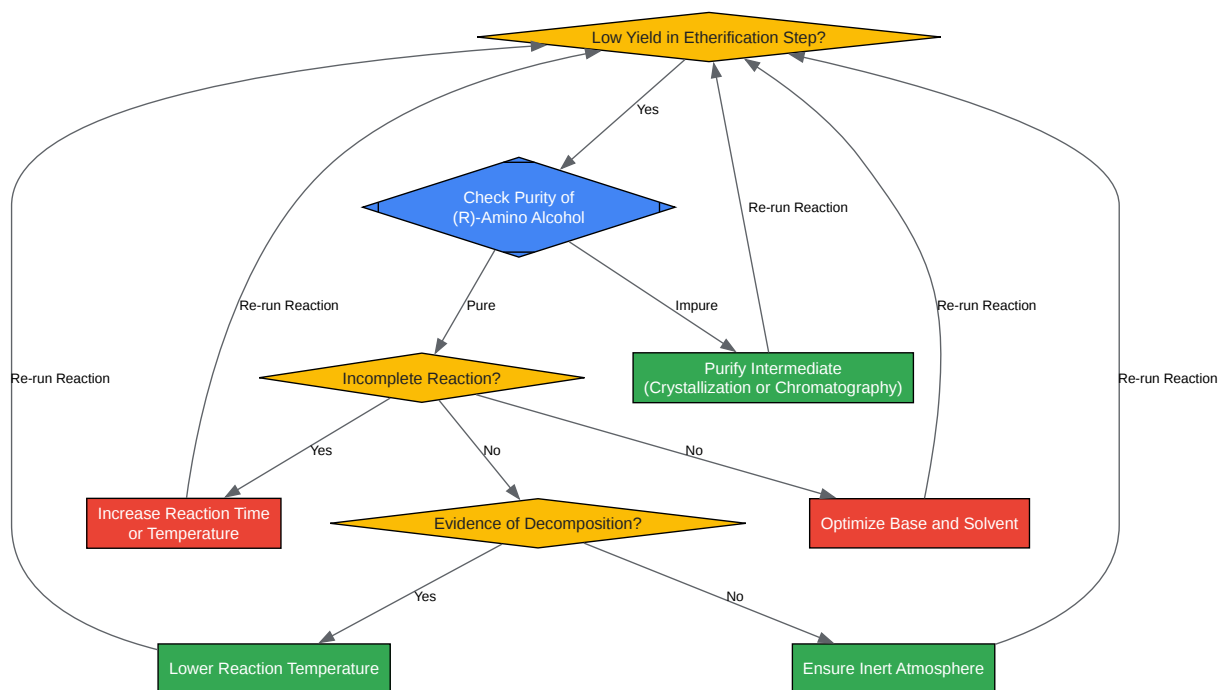 Low Yield in Etherification Step?
Yes
Check Purity of
(R)-Amino Alcohol
Re-run Reaction
Re-run Reaction
Pure
Impure
Re-run Reaction
Incomplete Reaction?
Purify Intermediate
(Crystallization or Chromatography)
Re-run Reaction
Re-run Reaction
Yes
No
No
Increase Reaction Time
or Temperature
Evidence of Decomposition?
Optimize Base and Solvent
Yes
No
Lower Reaction Temperature
Ensure Inert Atmosphere